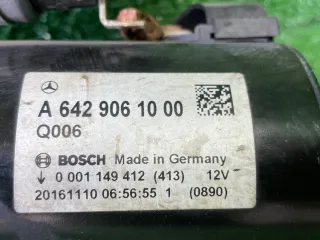 A 642 906 10 00
Q006
BOSCH Made in Germany
0 001 149 412 (413) 12V
20161110 06:56:55 1 (0890)